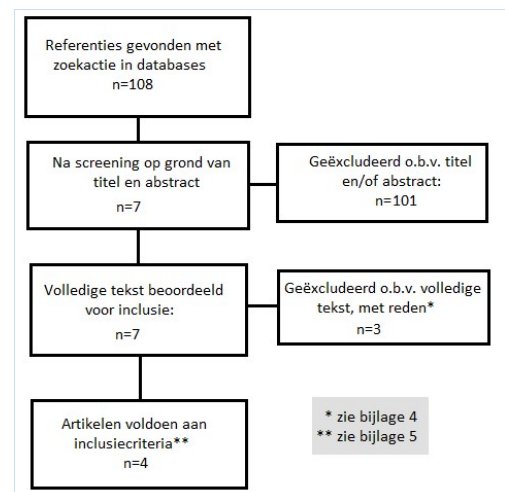 Referenties gevonden met
zoekactie in databases
n=108
Na screening op grond van
titel en abstract
n=7
Geëxcludeerd o.b.v. titel
en/of abstract:
n=101
Volledige tekst beoordeeld
voor inclusie:
n=7
Geëxcludeerd o.b.v. volledige
tekst, met reden*
n=3
Artikelen voldoen aan
inclusiecriteria**
n=4
* zie bijlage 4
** zie bijlage 5